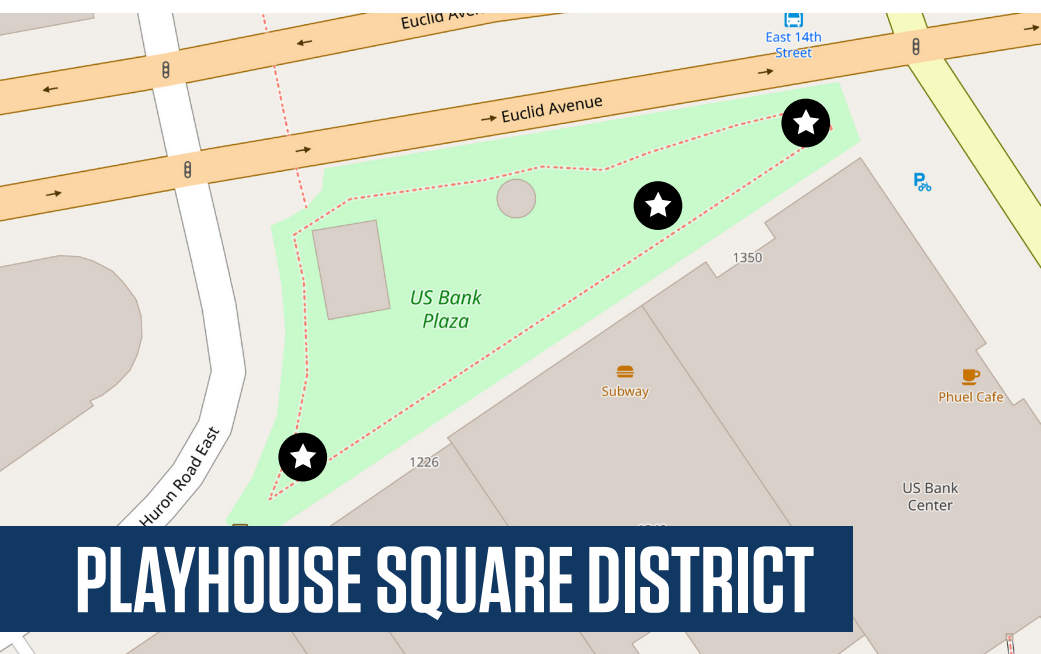 Euclid Aven
East 14th
Street
Euclid Avenue
P
1350
US Bank
Plaza
Subway
Phuel Cafe
Huron Road East
1226
US Bank
Center
PLAYHOUSE SQUARE DISTRICT